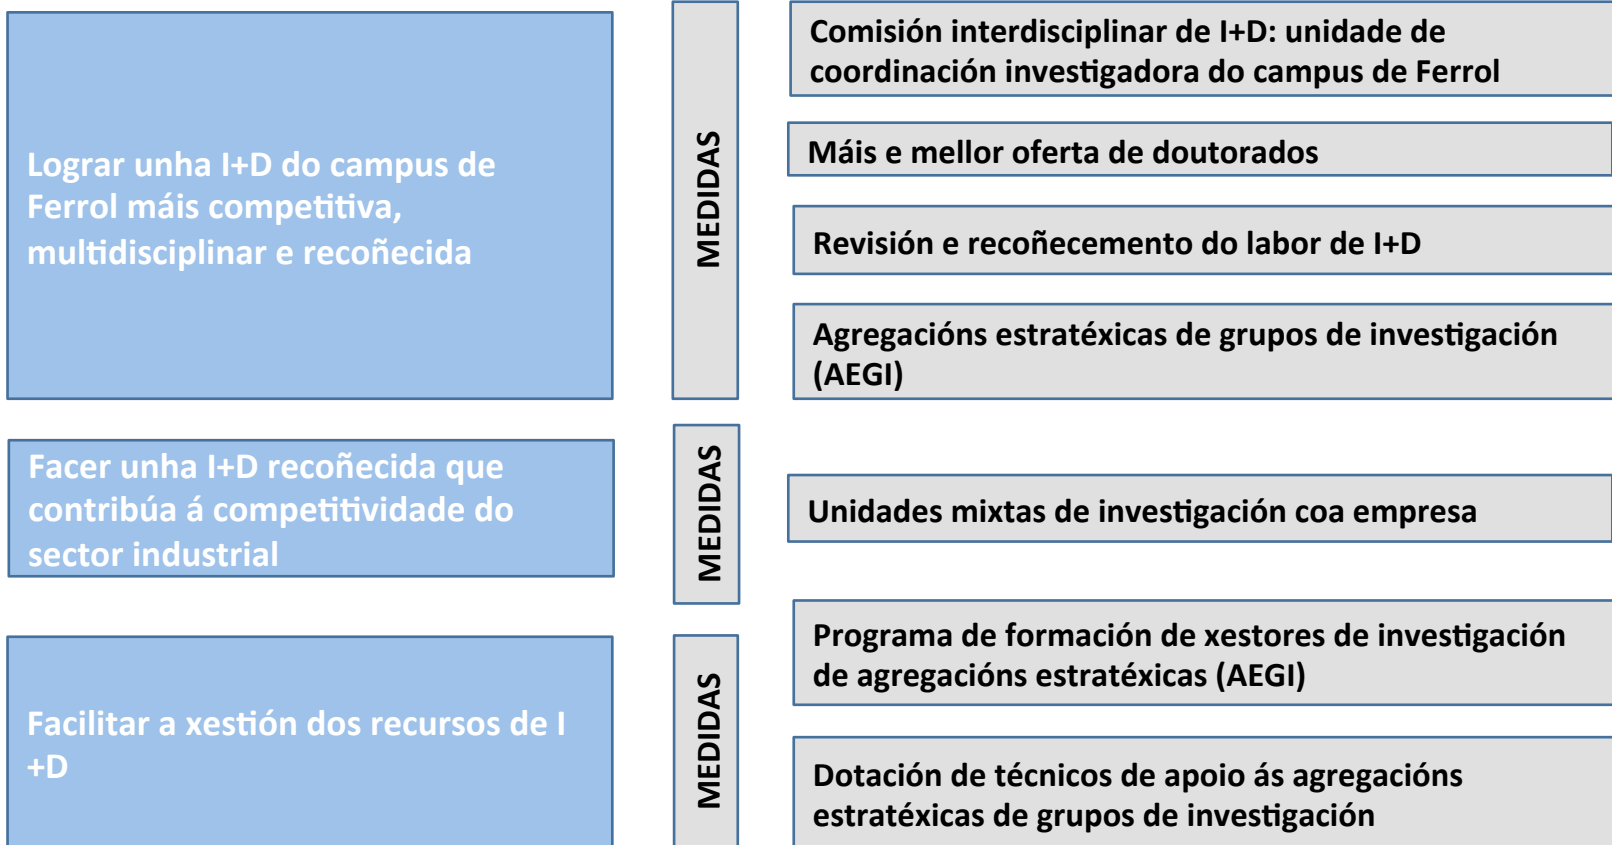 Lograr unha I+D do campus de
Ferrol máis competitiva,
multidisciplinar e recoñecida
MEDIDAS
Comisión interdisciplinar de I+D: unidade de
coordinación investigadora do campus de Ferrol
Máis e mellor oferta de doutorados
Revisión e recoñecemento do labor de I+D
Agregacións estratéxicas de grupos de investigación
(AEGI)
Facer unha I+D recoñecida que
contribúa á competitividade do
sector industrial
MEDIDAS
Unidades mixtas de investigación coa empresa
Facilitar a xestión dos recursos de I
+D
MEDIDAS
Programa de formación de xestores de investigación
de agregacións estratéxicas (AEGI)
Dotación de técnicos de apoio ás agregacións
estratéxicas de grupos de investigación